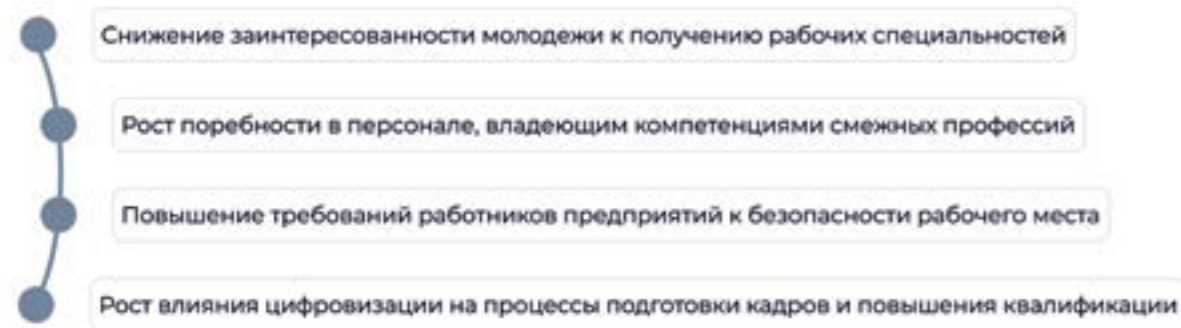 Снижение заинтересованности молодежи к получению рабочих специальностей
Рост поребности в персонале, владеющим компетенциями смежных профессий
Повышение требований работников предприятий к безопасности рабочего места
Рост влияния цифровизации на процессы подготовки кадров и повышения квалификации